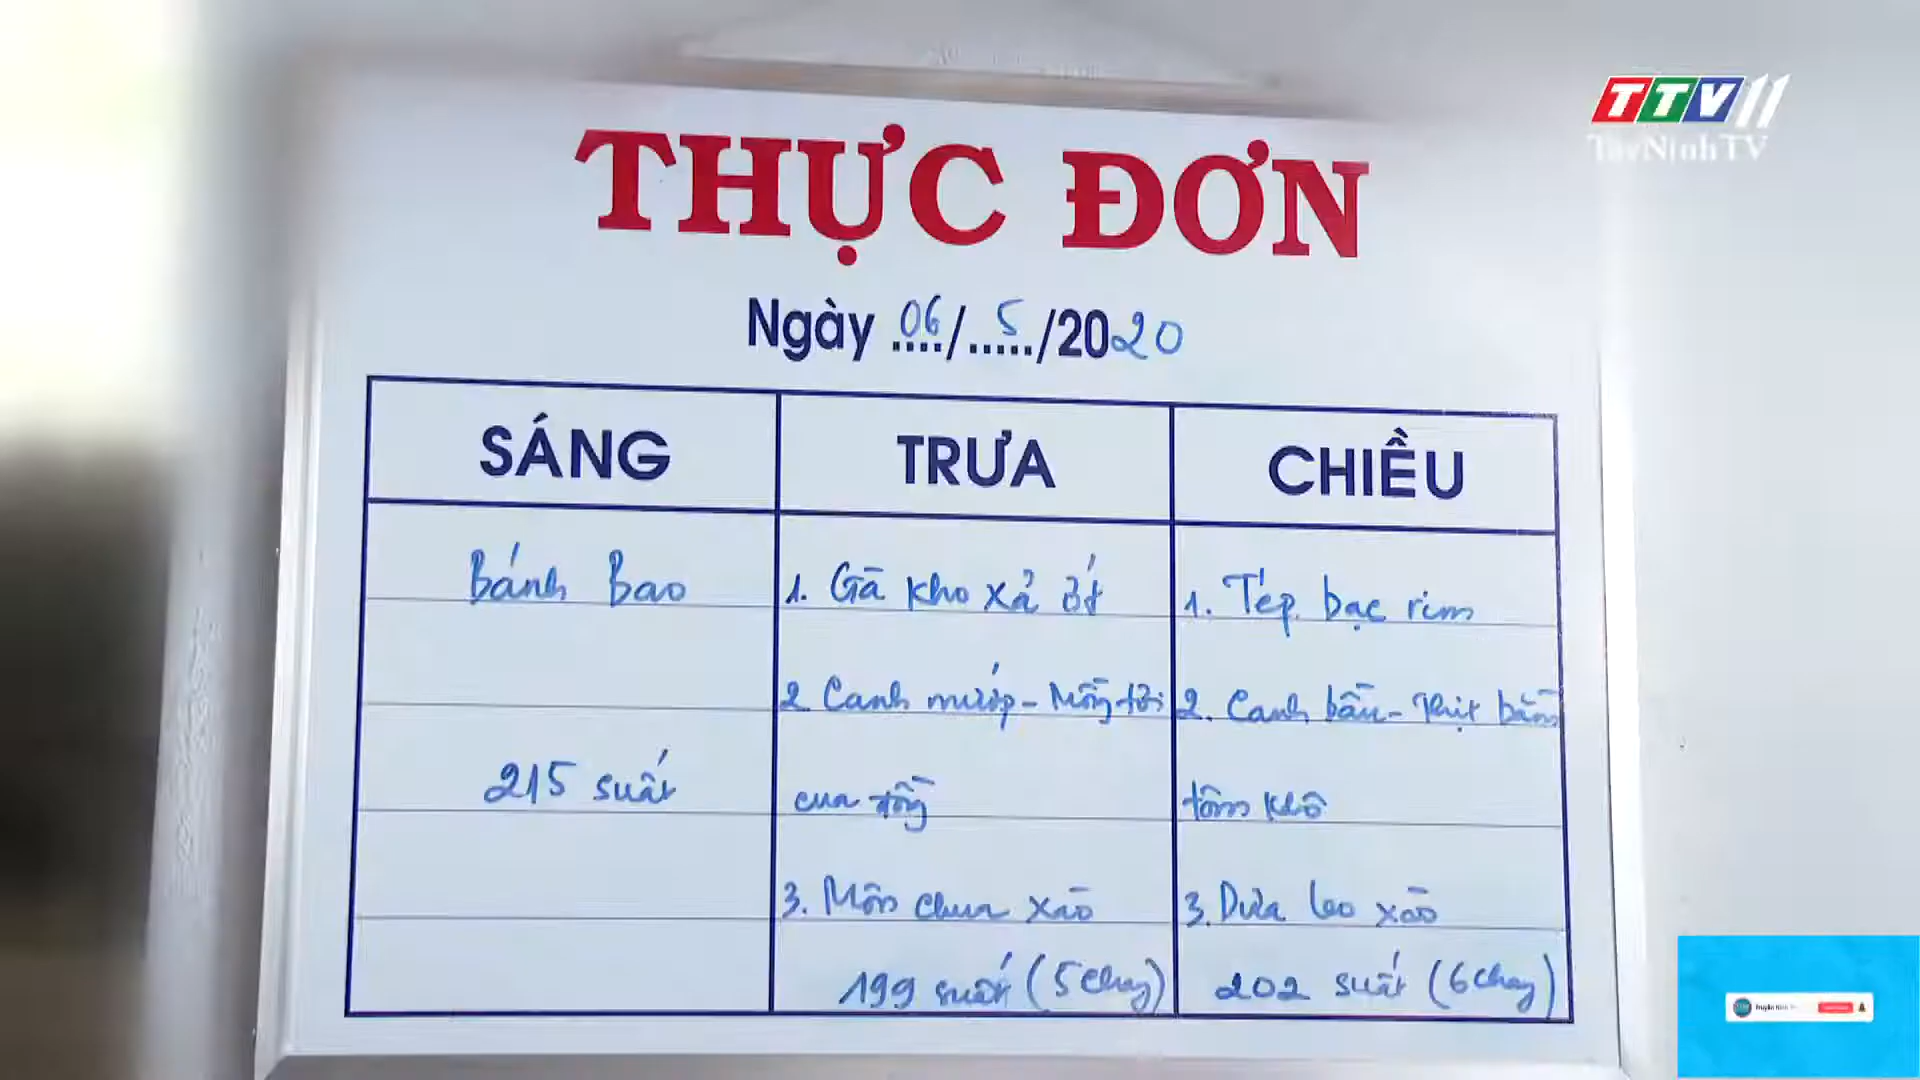 TTV11
TâyNinhTV
THỰC ĐƠN
Ngày 06/5/2020
SÁNG
TRƯA
CHIỀU
Bánh Bao
215 suất
1. Gà kho xả ớt
2 Canh mướp - Mồng tơi
cua đồng
3. Môn chua xào
199 suất (5 chay)
1. Tép bạc rim
2. Canh bầu - Thịt bằm
tôm khô
3. Dưa leo xào
202 suất (6 chay)